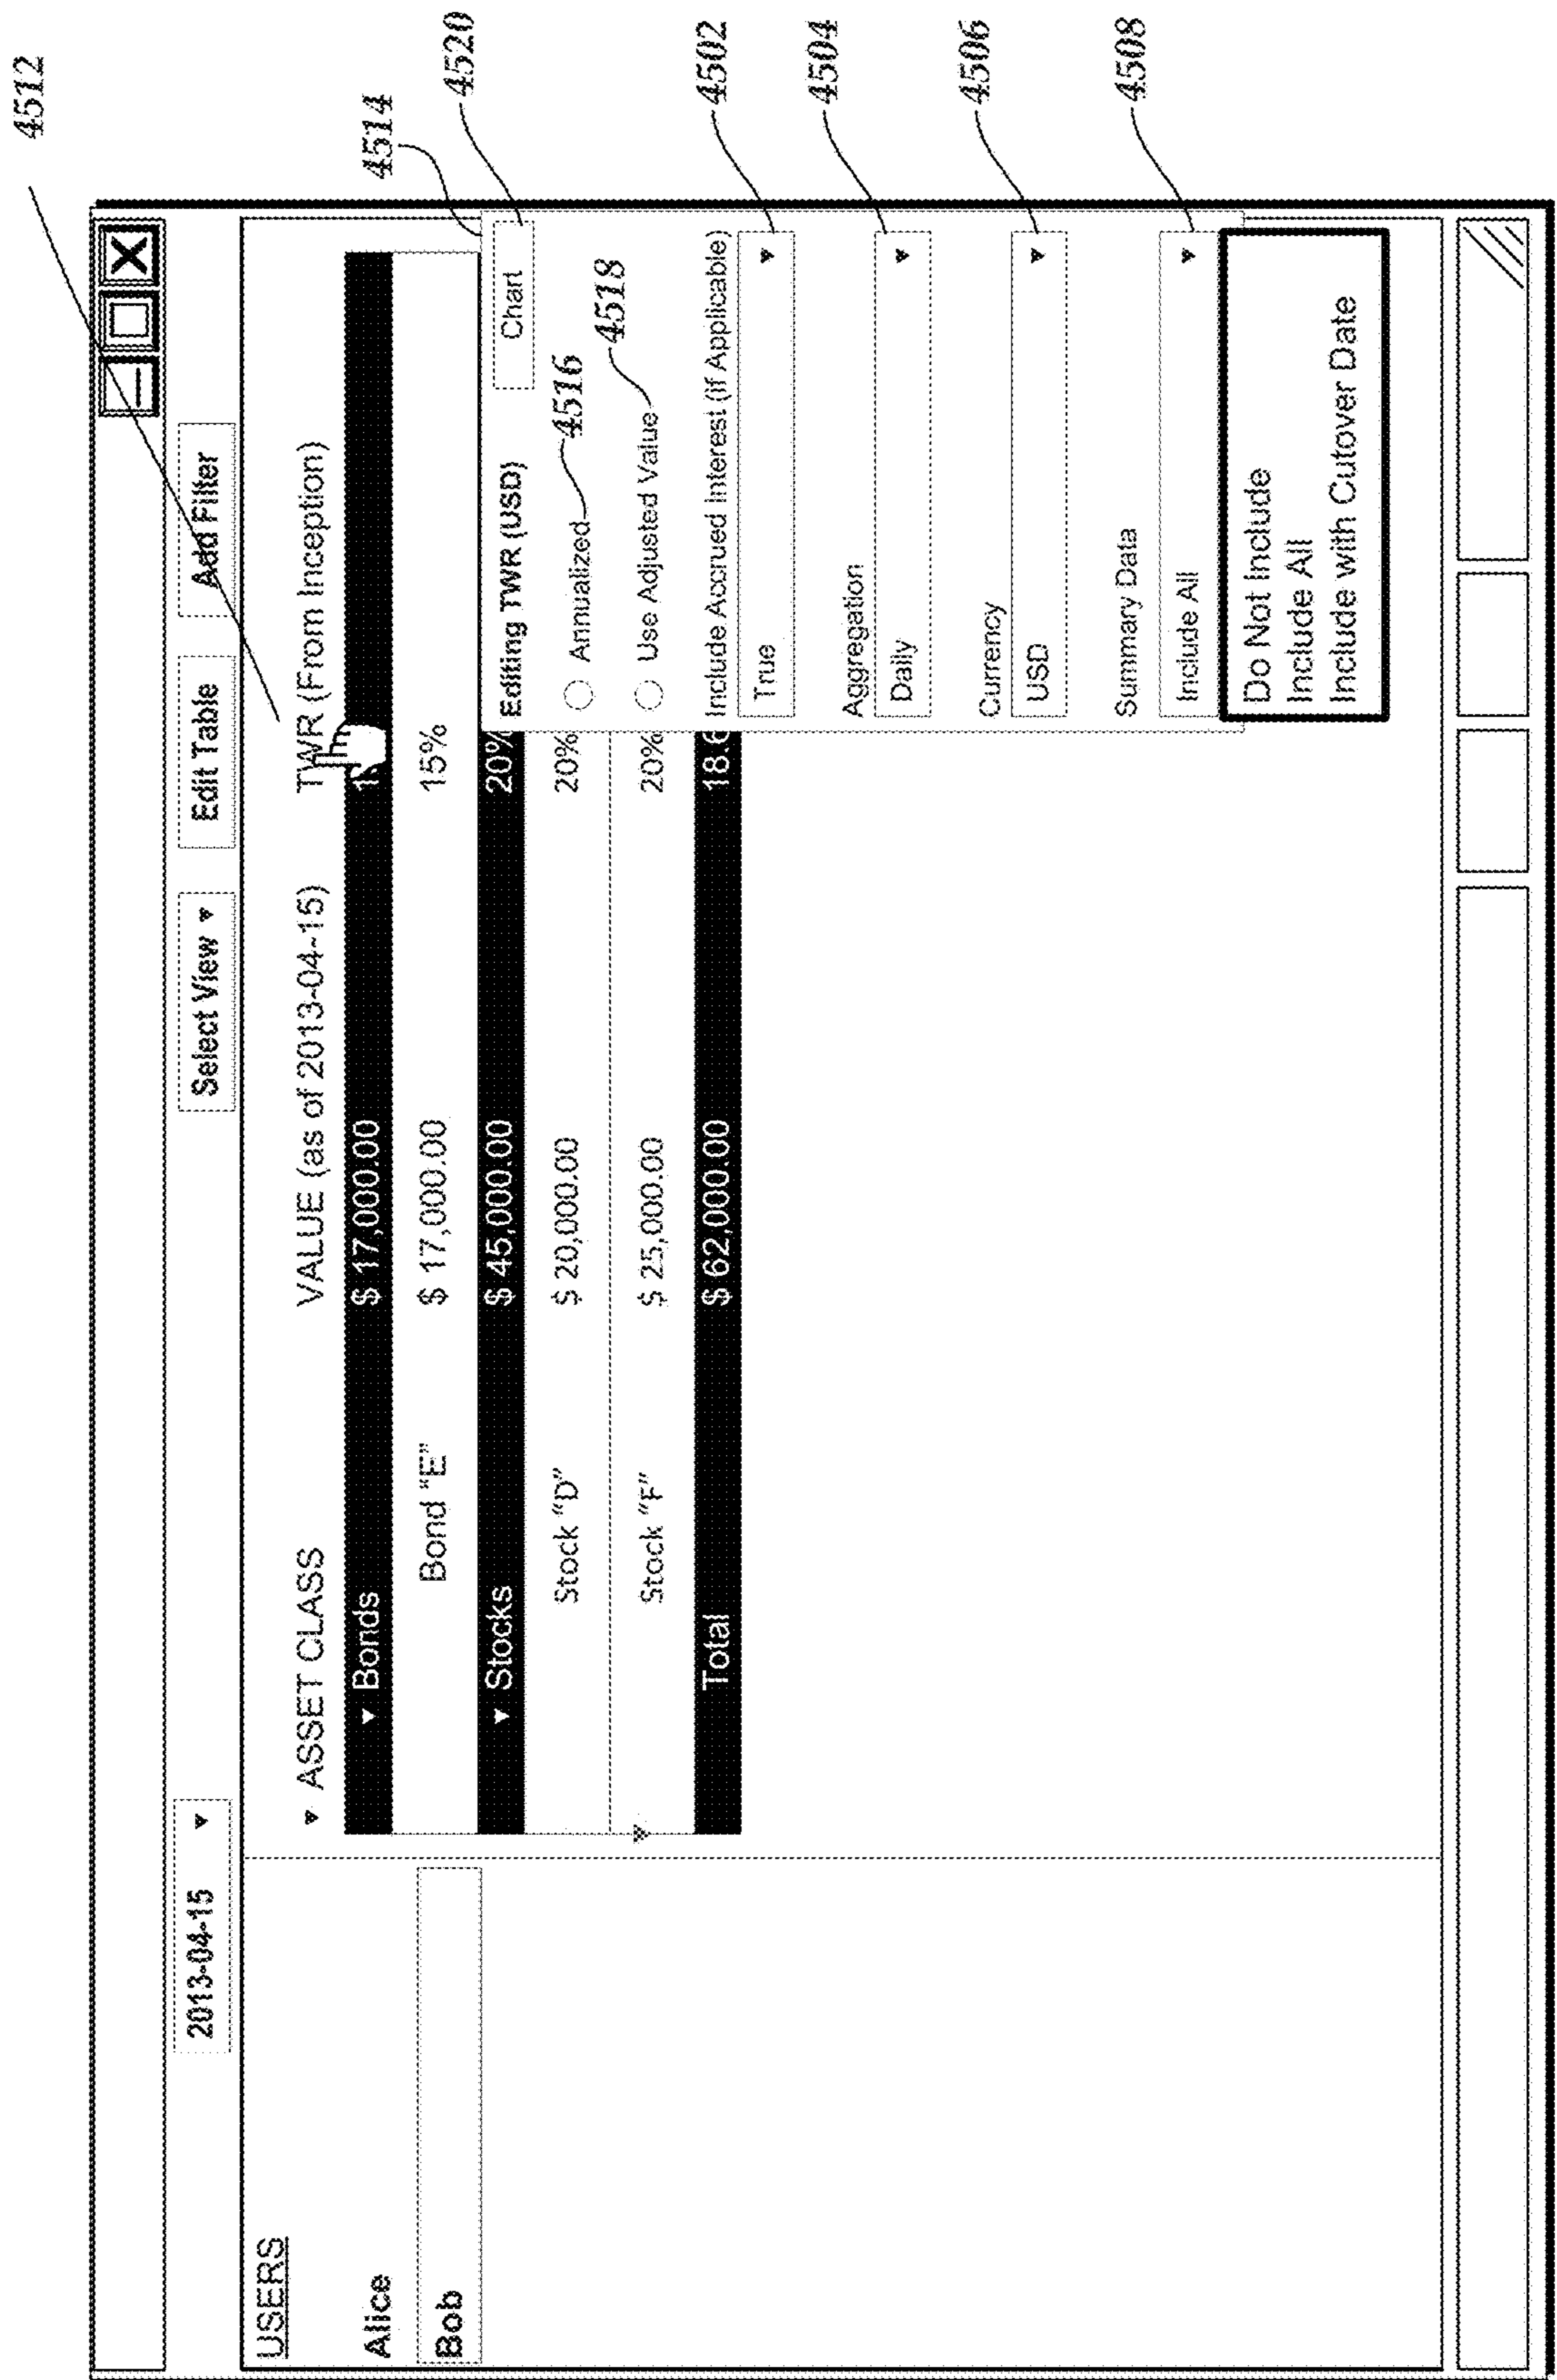 4512
2013-04-15 ▼
Select View ▼
Edit Table
Add Filter
USERS
Alice
Bob
▼ ASSET CLASS
VALUE (as of 2013-04-15)
TWR (From Inception)
▼ Bonds $ 17,000.00
Bond "E" $ 17,000.00 15%
▼ Stocks $ 45,000.00 20%
Stock "D" $ 20,000.00 20%
Stock "F" $ 25,000.00 20%
Total $ 62,000.00 18.6
4514
Editing TWR (USD)
Chart
4520
Annualized
4516
Use Adjusted Value
4518
Include Accrued Interest (if Applicable)
True ▼
4502
Aggregation
Daily ▼
4504
Currency
USD ▼
4506
Summary Data
Include All ▼
4508
Do Not Include
Include All
Include with Cutover Date